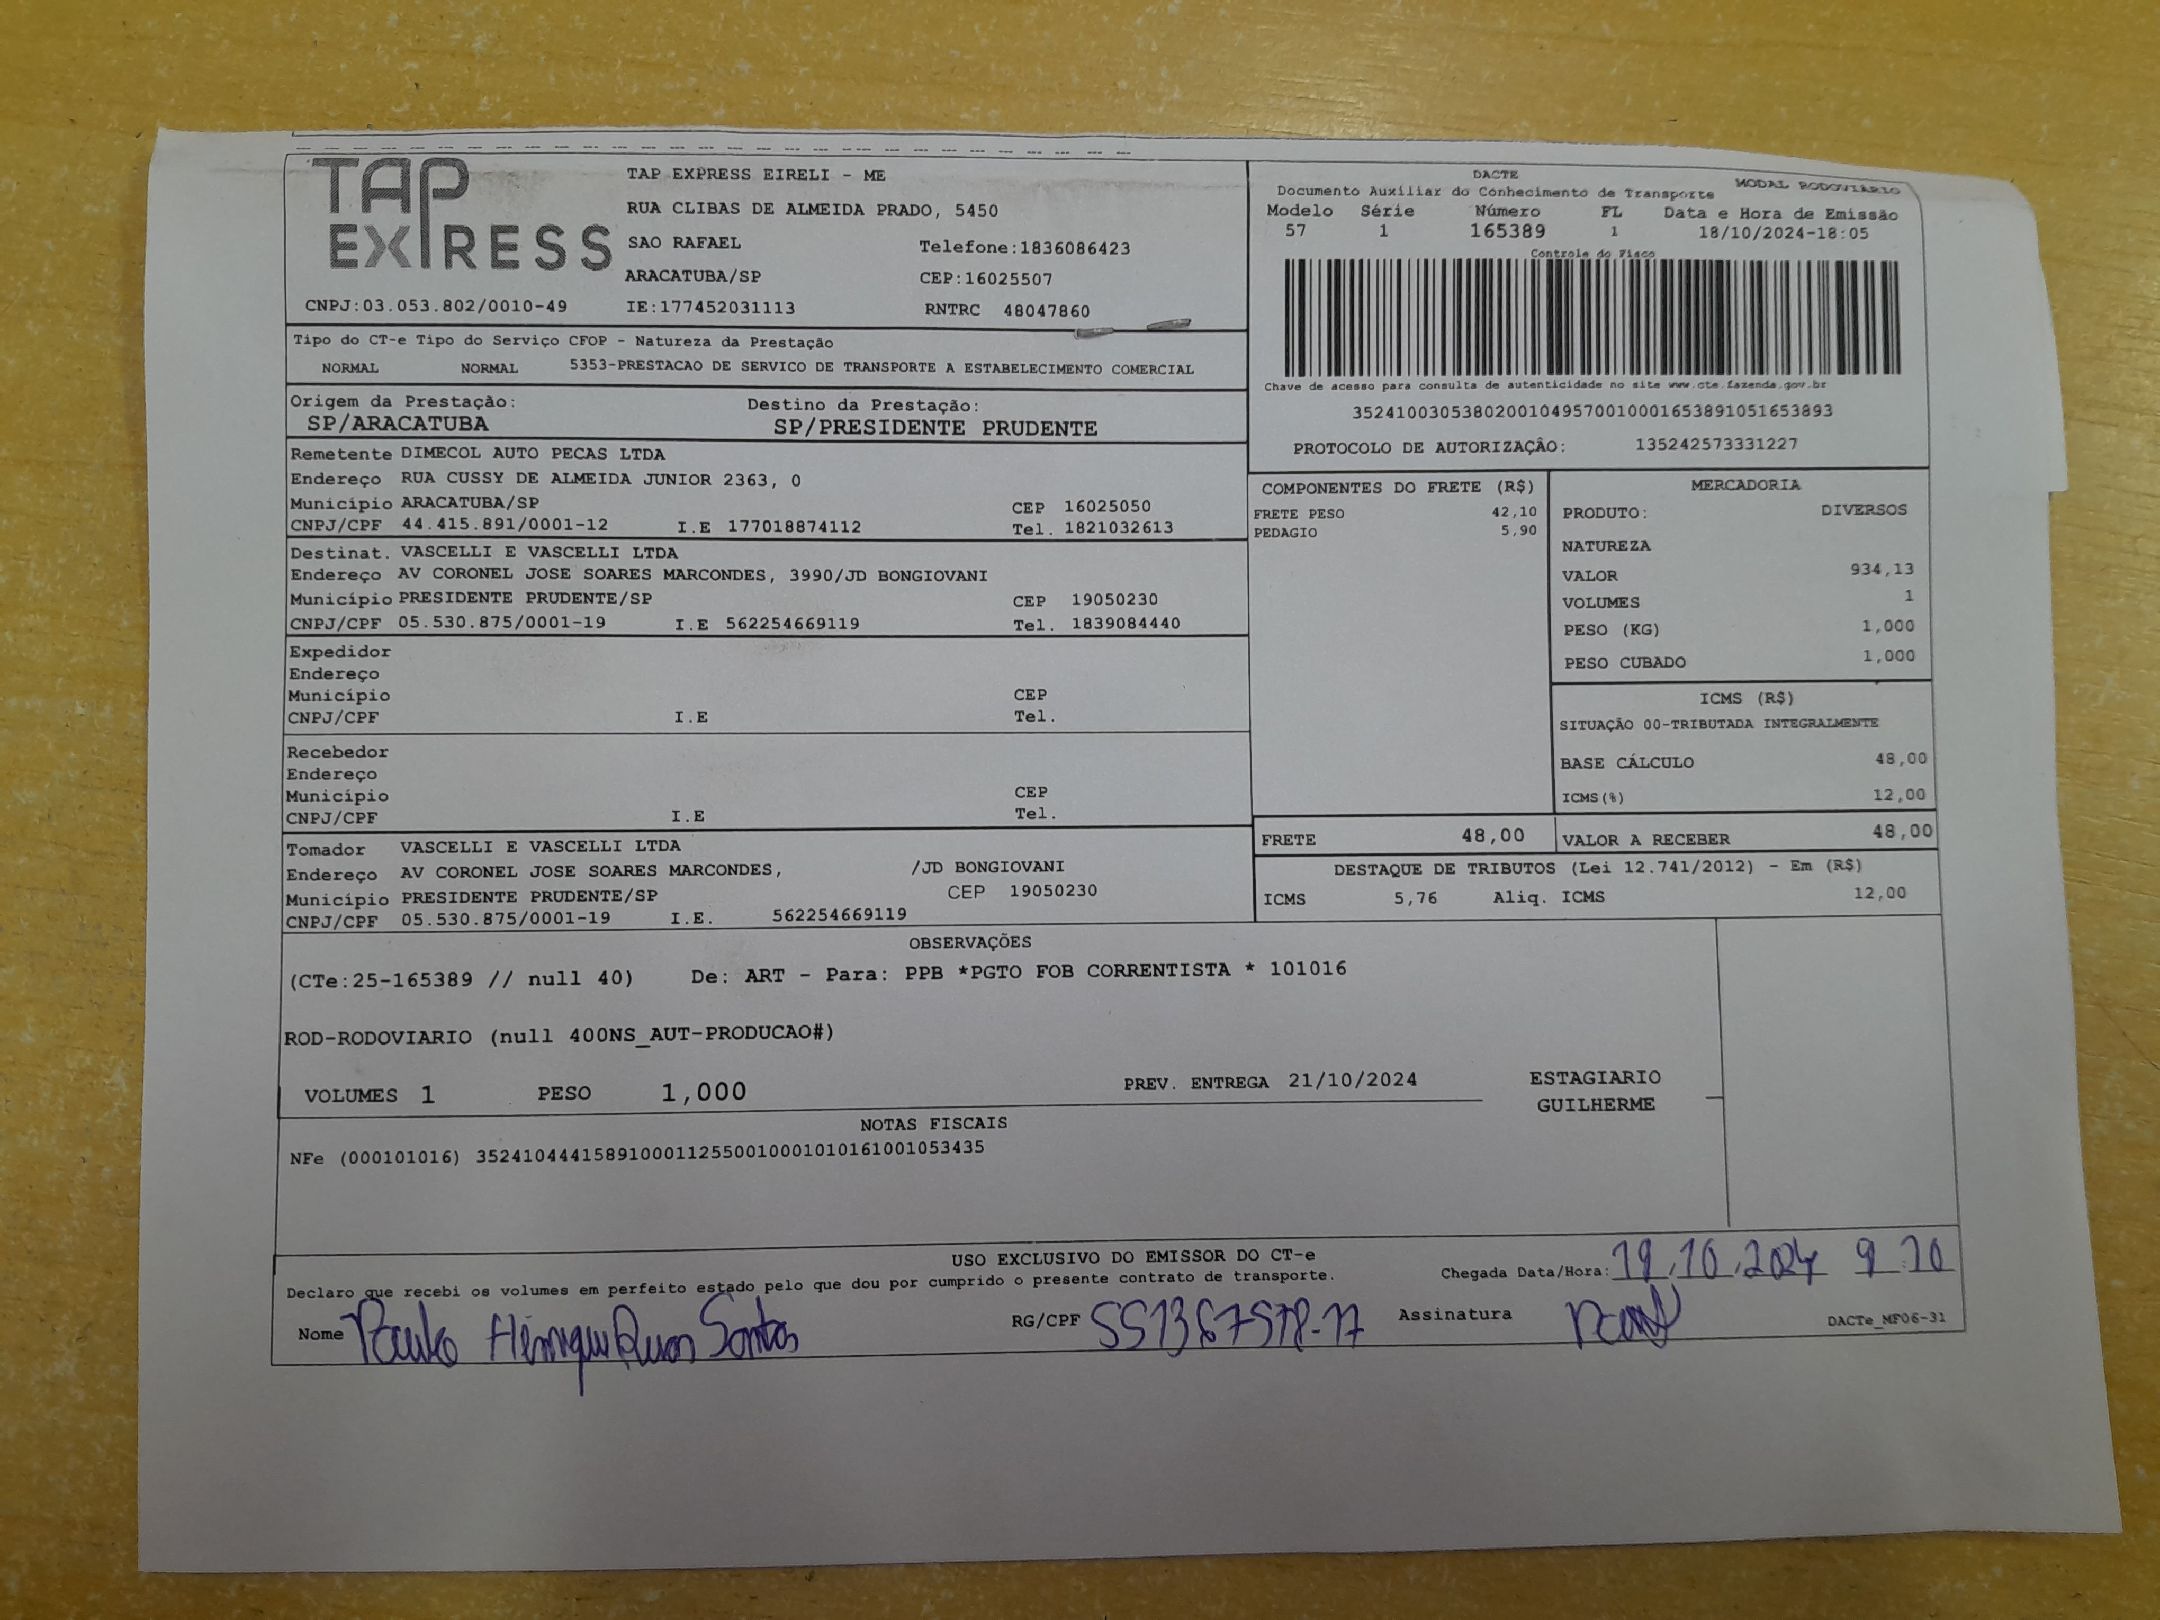 TAP
EXPRESS
TAP EXPRESS EIRELI - ME
RUA CLIBAS DE ALMEIDA PRADO, 5450
SAO RAFAEL Telefone:1836086423
ARACATUBA/SP CEP:16025507
CNPJ:03.053.802/0010-49 IE:177452031113 RNTRC 48047860
DACTE
Documento Auxiliar do Conhecimento de Transporte MODAL RODOVIARIO
Modelo Série Número FL Data e Hora de Emissão
57 1 165389 1 18/10/2024-18:05
Controle do Fisco
Chave de acesso para consulta de autenticidade no site www.cte.fazenda.gov.br
35241003053802001049570010001653891051653893
PROTOCOLO DE AUTORIZAÇÃO: 135242573331227
Tipo do CT-e Tipo do Serviço CFOP - Natureza da Prestação
NORMAL NORMAL 5353-PRESTACAO DE SERVICO DE TRANSPORTE A ESTABELECIMENTO COMERCIAL
Origem da Prestação: Destino da Prestação:
SP/ARACATUBA SP/PRESIDENTE PRUDENTE
Remetente DIMECOL AUTO PECAS LTDA
Endereço RUA CUSSY DE ALMEIDA JUNIOR 2363, 0
Município ARACATUBA/SP CEP 16025050
CNPJ/CPF 44.415.891/0001-12 I.E 177018874112 Tel. 1821032613
Destinat. VASCELLI E VASCELLI LTDA
Endereço AV CORONEL JOSE SOARES MARCONDES, 3990/JD BONGIOVANI
Município PRESIDENTE PRUDENTE/SP CEP 19050230
CNPJ/CPF 05.530.875/0001-19 I.E 562254669119 Tel. 1839084440
Expedidor
Endereço
Município CEP
CNPJ/CPF I.E Tel.
Recebedor
Endereço
Município CEP
CNPJ/CPF I.E Tel.
Tomador VASCELLI E VASCELLI LTDA
Endereço AV CORONEL JOSE SOARES MARCONDES, /JD BONGIOVANI
Município PRESIDENTE PRUDENTE/SP CEP 19050230
CNPJ/CPF 05.530.875/0001-19 I.E. 562254669119
COMPONENTES DO FRETE (R$)
FRETE PESO 42,10
PEDAGIO 5,90
MERCADORIA
PRODUTO: DIVERSOS
NATUREZA
VALOR 934,13
VOLUMES 1
PESO (KG) 1,000
PESO CUBADO 1,000
ICMS (R$)
SITUAÇÃO 00-TRIBUTADA INTEGRALMENTE
BASE CÁLCULO 48,00
ICMS(%) 12,00
FRETE 48,00 VALOR A RECEBER 48,00
DESTAQUE DE TRIBUTOS (Lei 12.741/2012) - Em (R$)
ICMS 5,76 Aliq. ICMS 12,00
OBSERVAÇÕES
(CTe:25-165389 // null 40) De: ART - Para: PPB *PGTO FOB CORRENTISTA * 101016
ROD-RODOVIARIO (null 400NS_AUT-PRODUCAO#)
VOLUMES 1 PESO 1,000 PREV. ENTREGA 21/10/2024 ESTAGIARIO
GUILHERME
NOTAS FISCAIS
NFe (000101016) 35241044415891000112550010001010161001053435
USO EXCLUSIVO DO EMISSOR DO CT-e
Declaro que recebi os volumes em perfeito estado pelo que dou por cumprido o presente contrato de transporte. Chegada Data/Hora: 19.10.2024
Nome Paulo Henrique Santos RG/CPF Assinatura DACTe_MF06-31